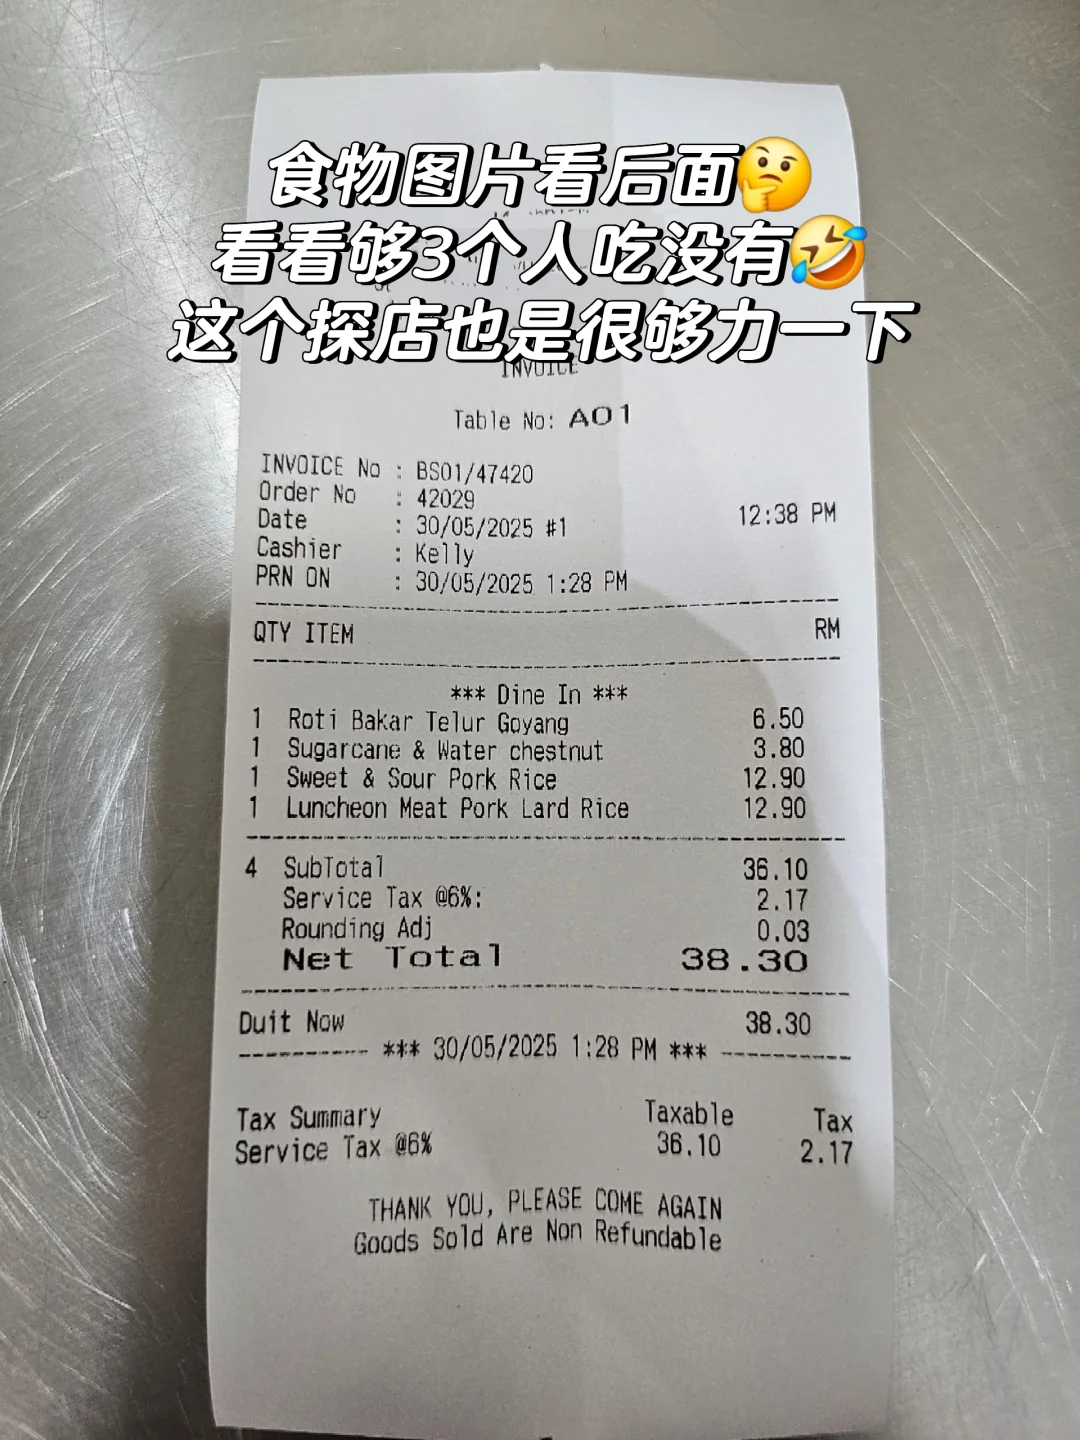 食物图片看后面🤔
看看够3个人吃没有🤣
这个探店也是很够力一下
INVOICE
Table No: A01
INVOICE No : BS01/47420
Order No : 42029
Date : 30/05/2025 #1 12:38 PM
Cashier : Kelly
PRN ON : 30/05/2025 1:28 PM
QTY ITEM RM
*** Dine In ***
1 Roti Bakar Telur Goyang 6.50
1 Sugarcane & Water chestnut 3.80
1 Sweet & Sour Pork Rice 12.90
1 Luncheon Meat Pork Lard Rice 12.90
4 SubTotal 36.10
Service Tax @6%: 2.17
Rounding Adj 0.03
Net Total 38.30
Duit Now 38.30
*** 30/05/2025 1:28 PM ***
Tax Summary Taxable Tax
Service Tax @6% 36.10 2.17
THANK YOU, PLEASE COME AGAIN
Goods Sold Are Non Refundable